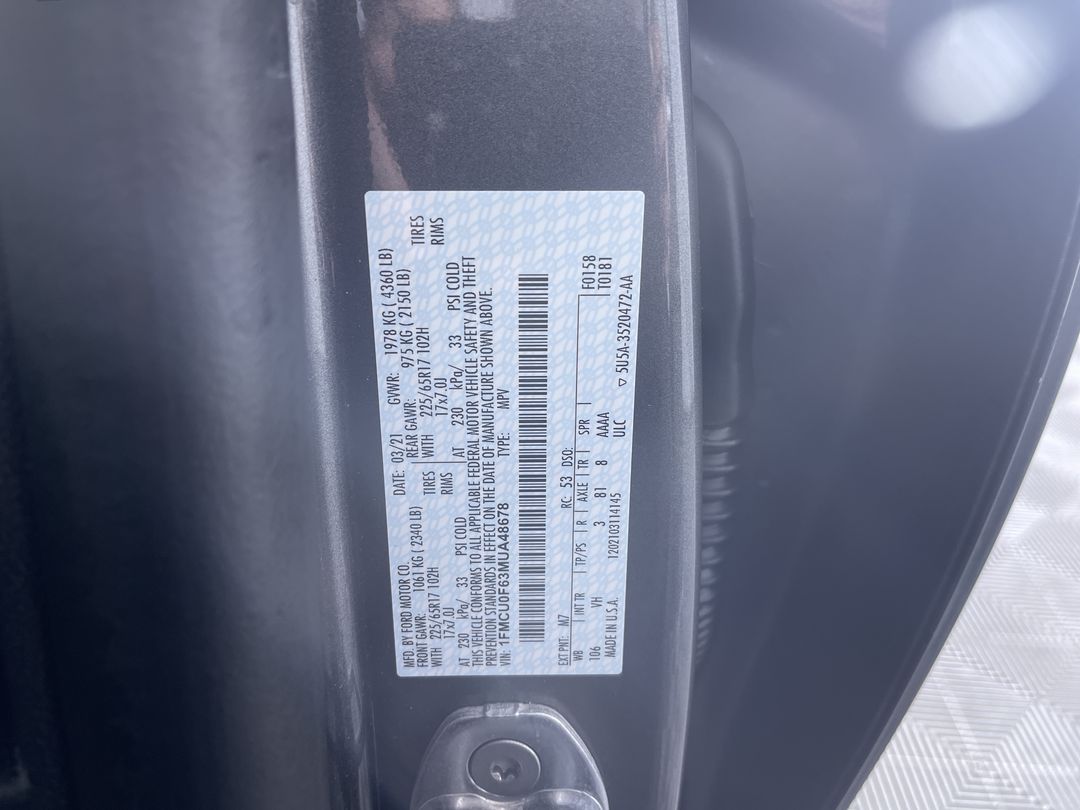 MFD. BY FORD MOTOR CO. DATE: 03/21 GVWR: 1978 KG ( 4360 LB)
FRONT GAWR: 1061 KG ( 2340 LB) REAR GAWR: 975 KG ( 2150 LB)
WITH 225/65R17 102H TIRES WITH 225/65R17 102H TIRES
17x7.0J RIMS 17x7.0J RIMS
AT 230 kPa/ 33 PSI COLD AT 230 kPa/ 33 PSI COLD
THIS VEHICLE CONFORMS TO ALL APPLICABLE FEDERAL MOTOR VEHICLE SAFETY AND THEFT
PREVENTION STANDARDS IN EFFECT ON THE DATE OF MANUFACTURE SHOWN ABOVE.
VIN: 1FMCU0F63MUA48678 TYPE: MPV
EXT PNT: M7 RC: 53 DSO:
WB INT TR TP/PS R AXLE TR SPR F0158
106 VH 3 81 8 AAAA T0181
MADE IN U.S.A. 1202103114145 ULC ▽ 5U5A-3520472-AA